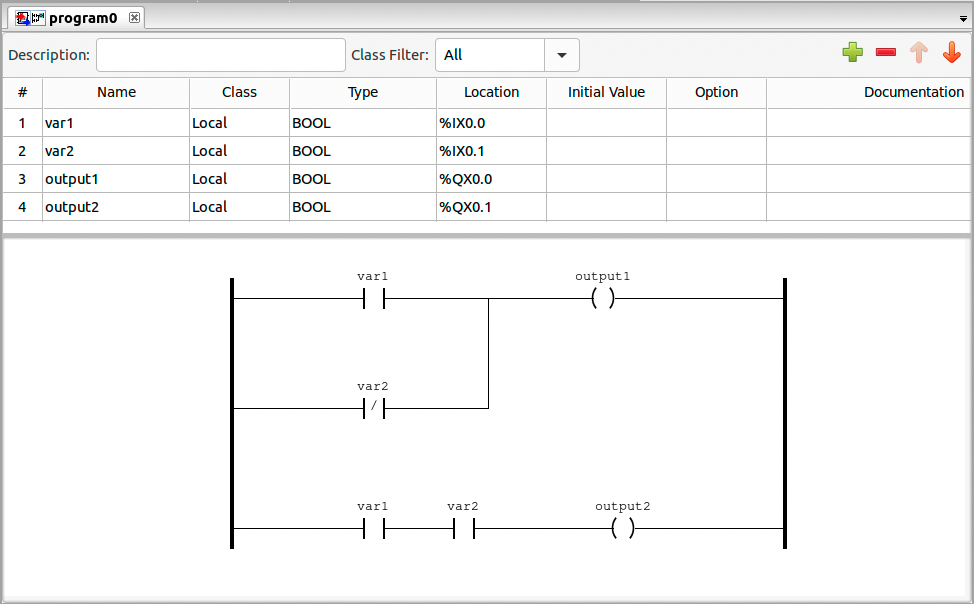 program0
Description: Class Filter: All
# Name Class Type Location Initial Value Option Documentation
1 var1 Local BOOL %IX0.0
2 var2 Local BOOL %IX0.1
3 output1 Local BOOL %QX0.0
4 output2 Local BOOL %QX0.1
var1 output1
var2
/
var1 var2 output2